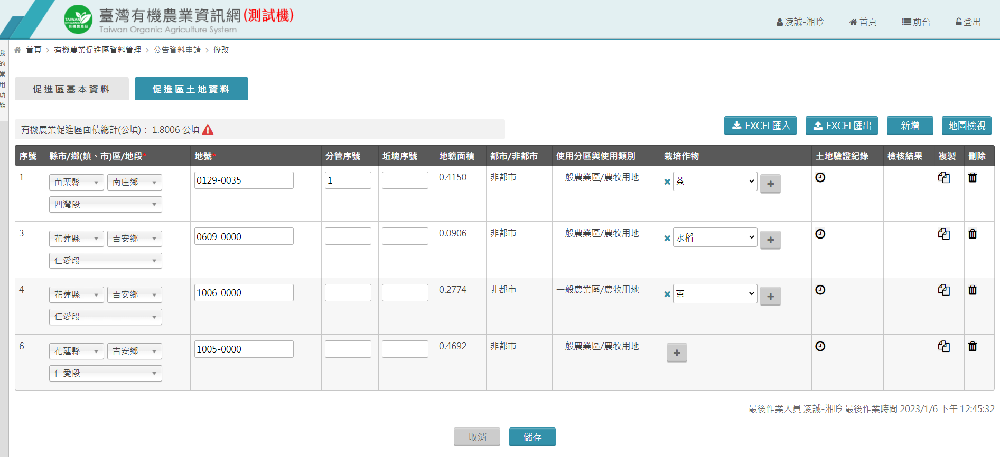 臺灣有機農業資訊網(測試機)
Taiwan Organic Agriculture System
TAIWAN ORGANIC 有機農產品
凌誠-湘吟 首頁 前台 登出
我的常用功能
首頁 > 有機農業促進區資料管理 > 公告資料申請 > 修改
促進區基本資料 促進區土地資料
有機農業促進區面積總計(公頃)： 1.8006 公頃
EXCEL匯入 EXCEL匯出 新增 地圖檢視
序號 縣市/鄉(鎮、市)區/地段* 地號* 分管序號 坵塊序號 地籍面積 都市/非都市 使用分區與使用類別 栽培作物 土地驗證紀錄 檢核結果 複製 刪除
1 苗栗縣 南庄鄉 0129-0035 1 0.4150 非都市 一般農業區/農牧用地 茶
四灣段
3 花蓮縣 吉安鄉 0609-0000 0.0906 非都市 一般農業區/農牧用地 水稻
仁愛段
4 花蓮縣 吉安鄉 1006-0000 0.2774 非都市 一般農業區/農牧用地 茶
仁愛段
6 花蓮縣 吉安鄉 1005-0000 0.4692 非都市 一般農業區/農牧用地
仁愛段
最後作業人員 凌誠-湘吟 最後作業時間 2023/1/6 下午 12:45:32
取消 儲存